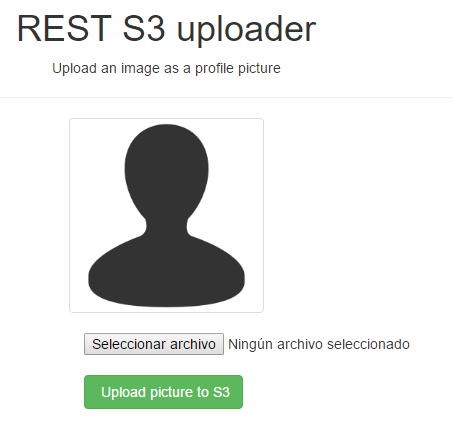 REST S3 uploader
Upload an image as a profile picture
Seleccionar archivo Ningún archivo seleccionado
Upload picture to S3